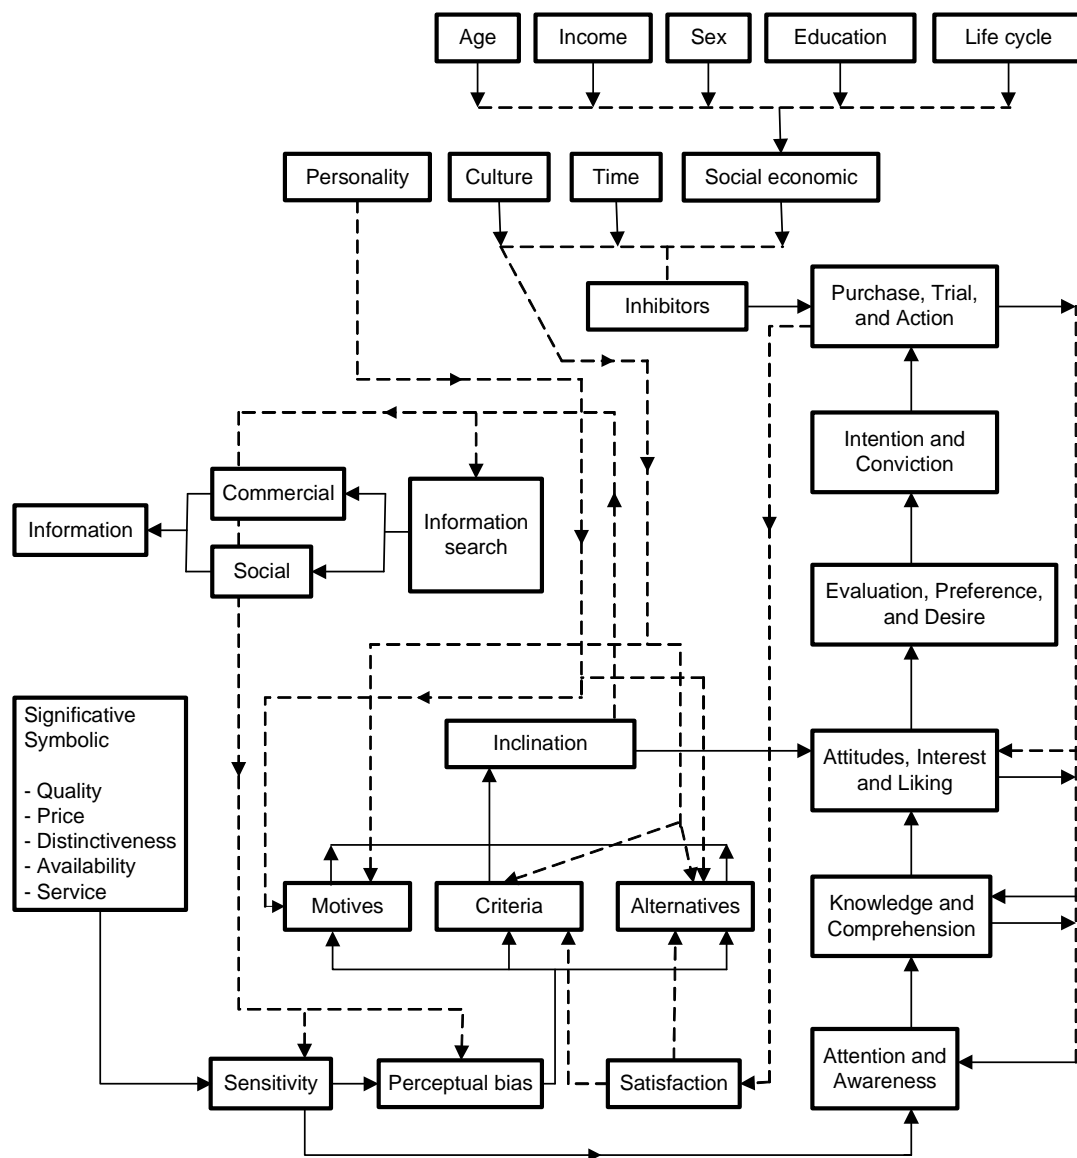 Age
Income
Sex
Education
Life cycle
Personality
Culture
Time
Social economic
Inhibitors
Purchase, Trial,
and Action
Intention and
Conviction
Commercial
Information
Information
search
Social
Evaluation, Preference,
and Desire
Significative
Symbolic
- Quality
- Price
- Distinctiveness
- Availability
- Service
Inclination
Attitudes, Interest
and Liking
Motives
Criteria
Alternatives
Knowledge and
Comprehension
Sensitivity
Perceptual bias
Satisfaction
Attention and
Awareness